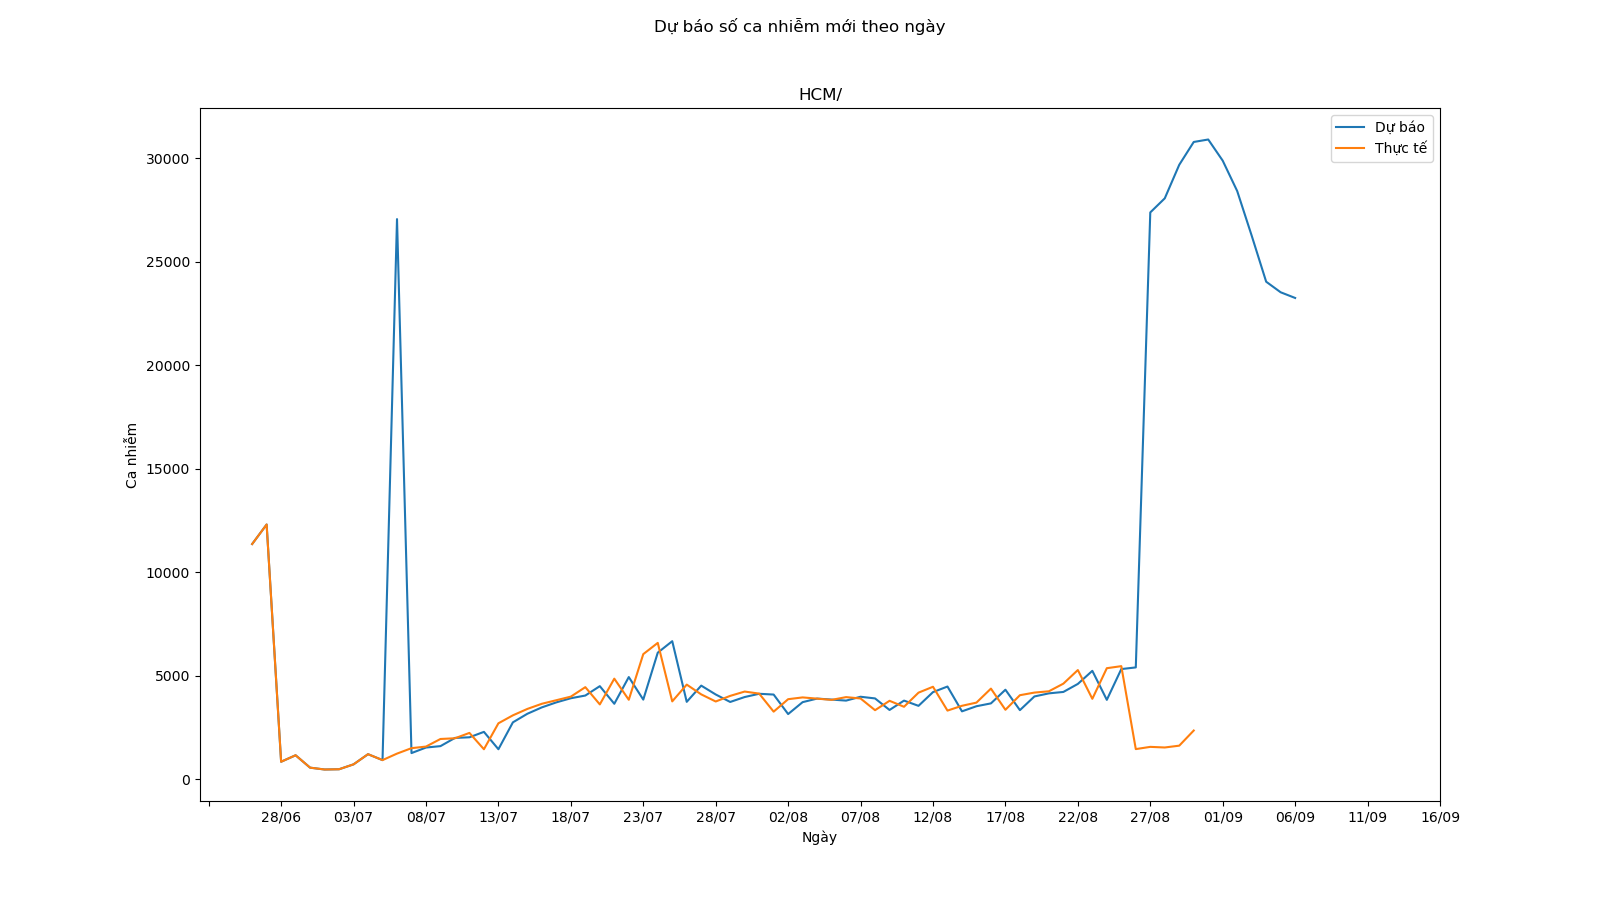 Dự báo số ca nhiễm mới theo ngày
HCM/
Dự báo
Thực tế
Ca nhiễm
30000
25000
20000
15000
10000
5000
0
28/06 03/07 08/07 13/07 18/07 23/07 28/07 02/08 07/08 12/08 17/08 22/08 27/08 01/09 06/09 11/09 16/09
Ngày